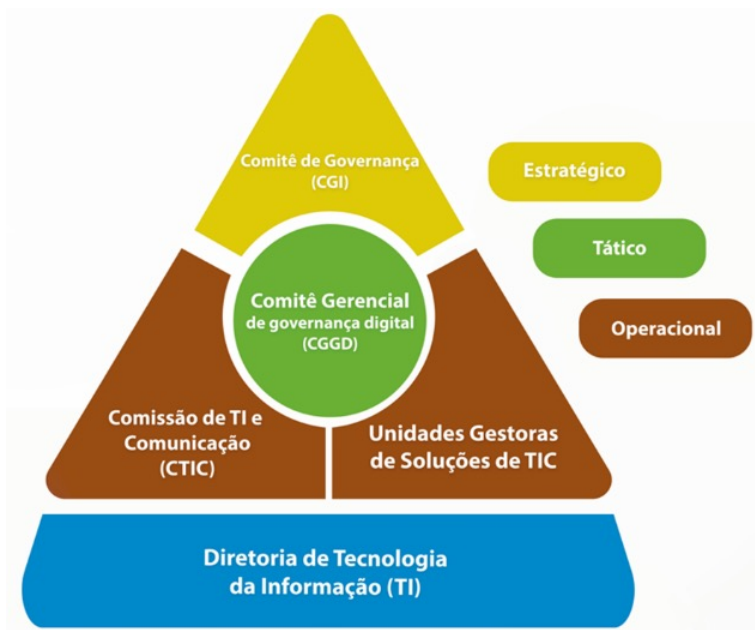 Comitê de Governança
(CGI)
Estratégico
Tático
Comitê Gerencial
de governança digital
(CGGD)
Operacional
Comissão de TI e
Comunicação
(CTIC)
Unidades Gestoras
de Soluções de TIC
Diretoria de Tecnologia
da Informação (TI)